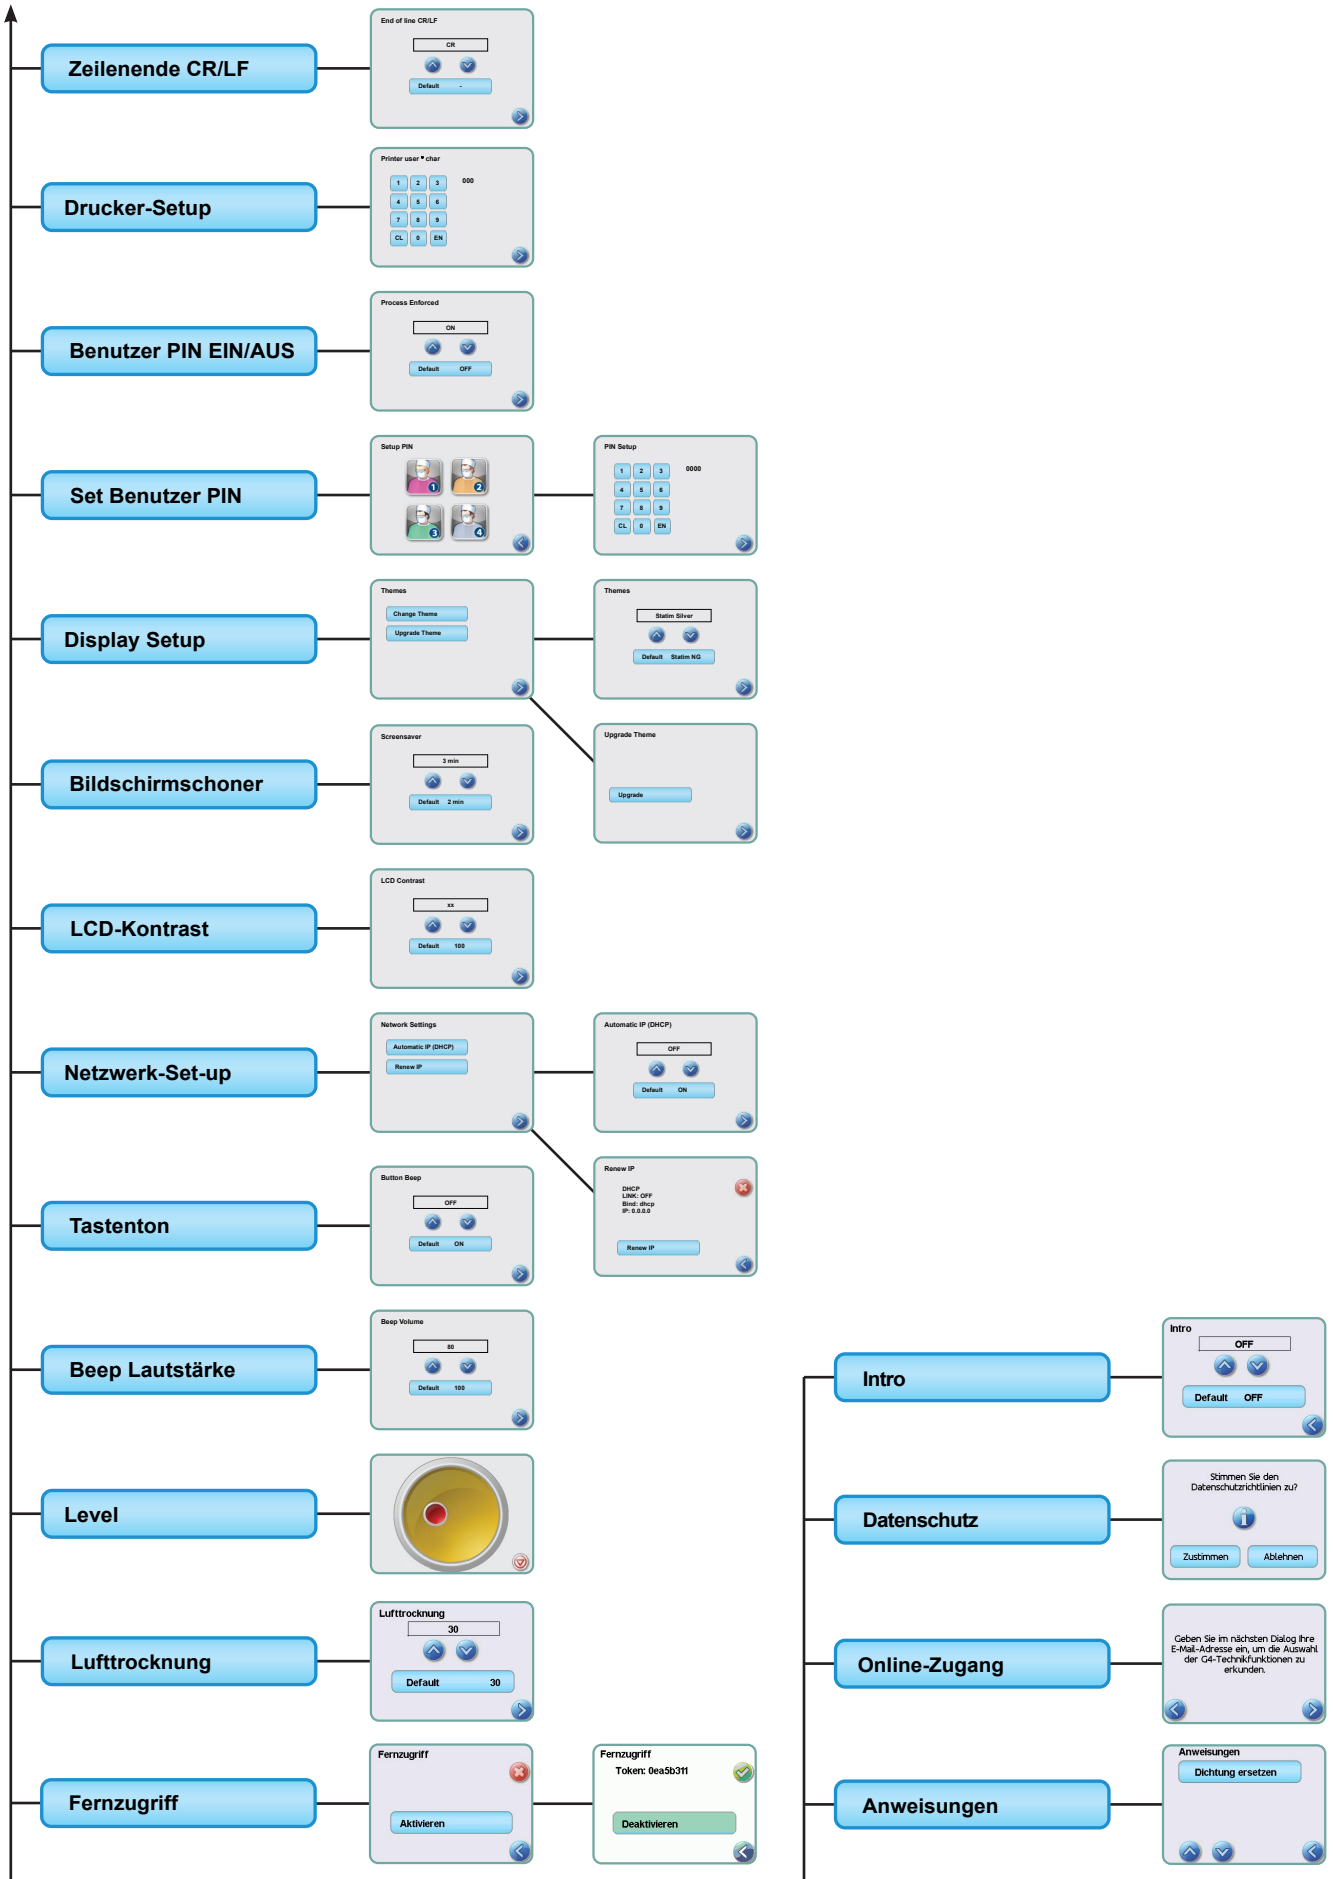 Zeilenende CR/LF
End of line CR/LF
CR
Default -
Drucker-Setup
Printer user • char
1 2 3 000
4 5 6
7 8 9
CL 0 EN
Benutzer PIN EIN/AUS
Process Enforced
ON
Default OFF
Set Benutzer PIN
Setup PIN
1 2
3 4
PIN Setup
1 2 3 0000
4 5 6
7 8 9
CL 0 EN
Display Setup
Themes
Change Theme
Upgrade Theme
Themes
Statim Silver
Default Statim NG
Upgrade Theme
Upgrade
Bildschirmschoner
Screensaver
3 min
Default 2 min
LCD-Kontrast
LCD Contrast
xx
Default 100
Netzwerk-Set-up
Network Settings
Automatic IP (DHCP)
Renew IP
Automatic IP (DHCP)
OFF
Default ON
Renew IP
DHCP
LINK: OFF
Bind: dhcp
IP: 0.0.0.0
Renew IP
Tastenton
Button Beep
OFF
Default ON
Beep Lautstärke
Beep Volume
80
Default 100
Level
Lufttrocknung
Lufttrocknung
30
Default 30
Fernzugriff
Fernzugriff
Aktivieren
Fernzugriff
Token: 0ea5b311
Deaktivieren
Intro
Intro
OFF
Default OFF
Datenschutz
Stimmen Sie den
Datenschutzrichtlinien zu?
i
Zustimmen Ablehnen
Online-Zugang
Geben Sie im nächsten Dialog Ihre
E-Mail-Adresse ein, um die Auswahl
der G4-Technikfunktionen zu
erkunden.
Anweisungen
Anweisungen
Dichtung ersetzen